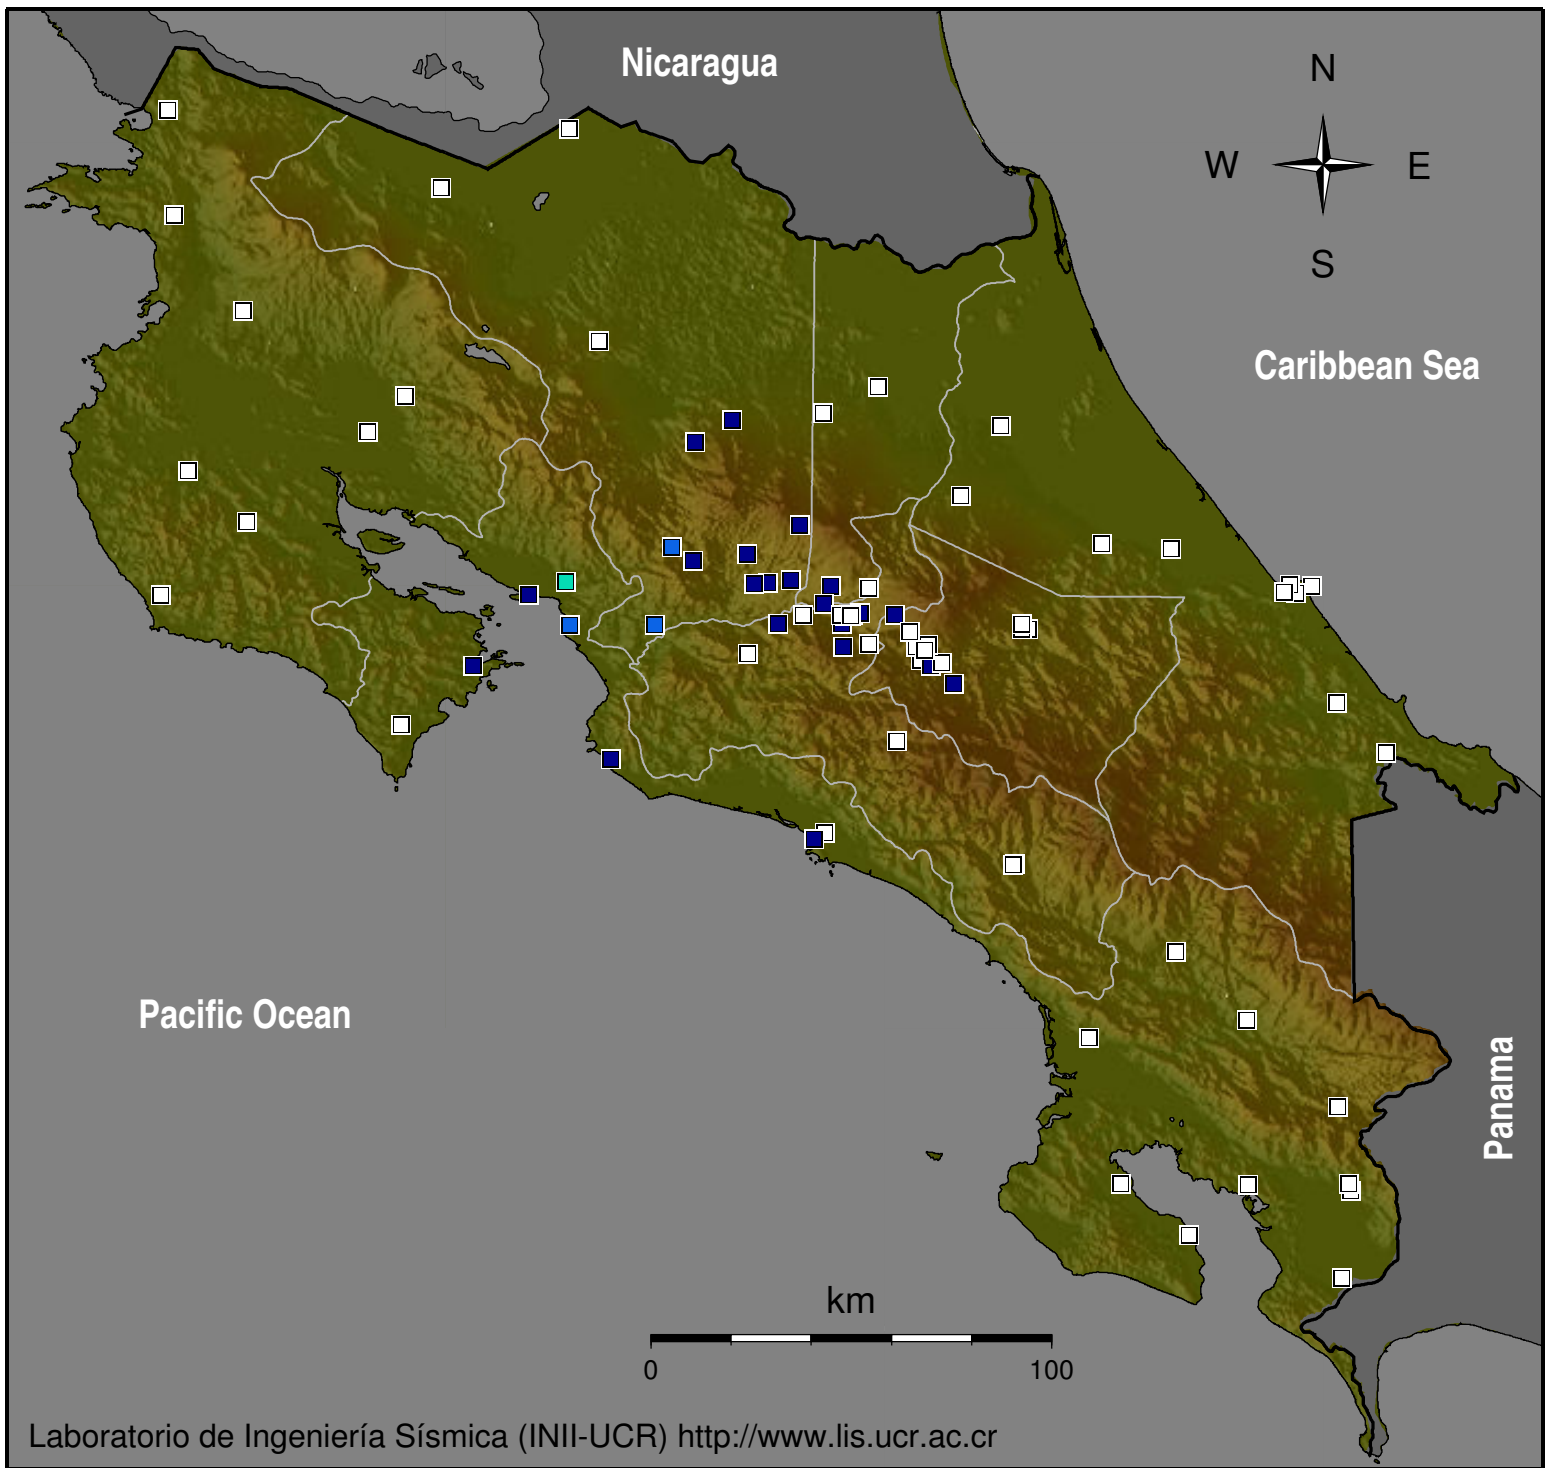 Nicaragua
N
W
E
S
Caribbean Sea
Pacific Ocean
Panama
km
0
100
Laboratorio de Ingeniería Sísmica (INII-UCR) http://www.lis.ucr.ac.cr